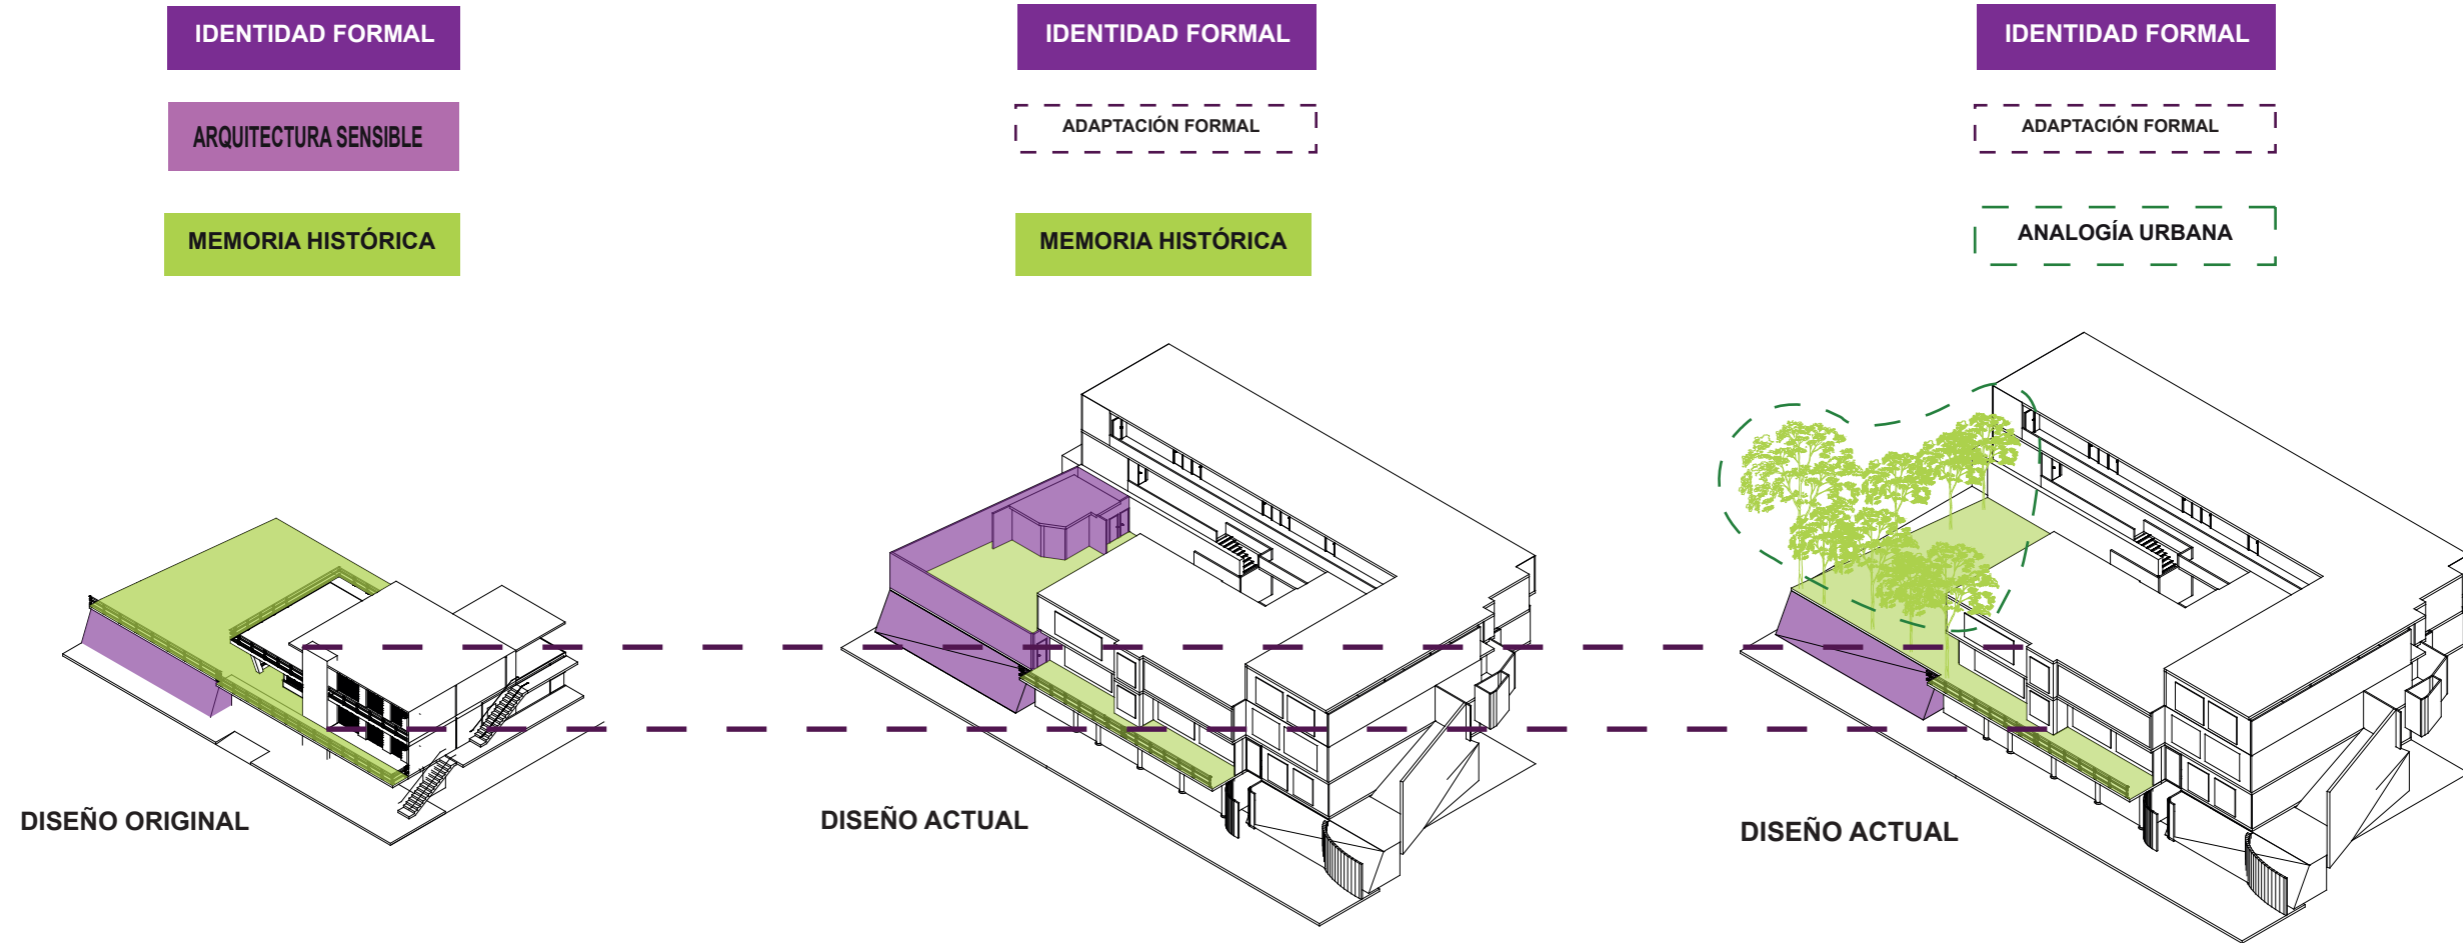 IDENTIDAD FORMAL
ARQUITECTURA SENSIBLE
MEMORIA HISTÓRICA
DISEÑO ORIGINAL
IDENTIDAD FORMAL
ADAPTACIÓN FORMAL
MEMORIA HISTÓRICA
DISEÑO ACTUAL
IDENTIDAD FORMAL
ADAPTACIÓN FORMAL
ANALOGÍA URBANA
DISEÑO ACTUAL